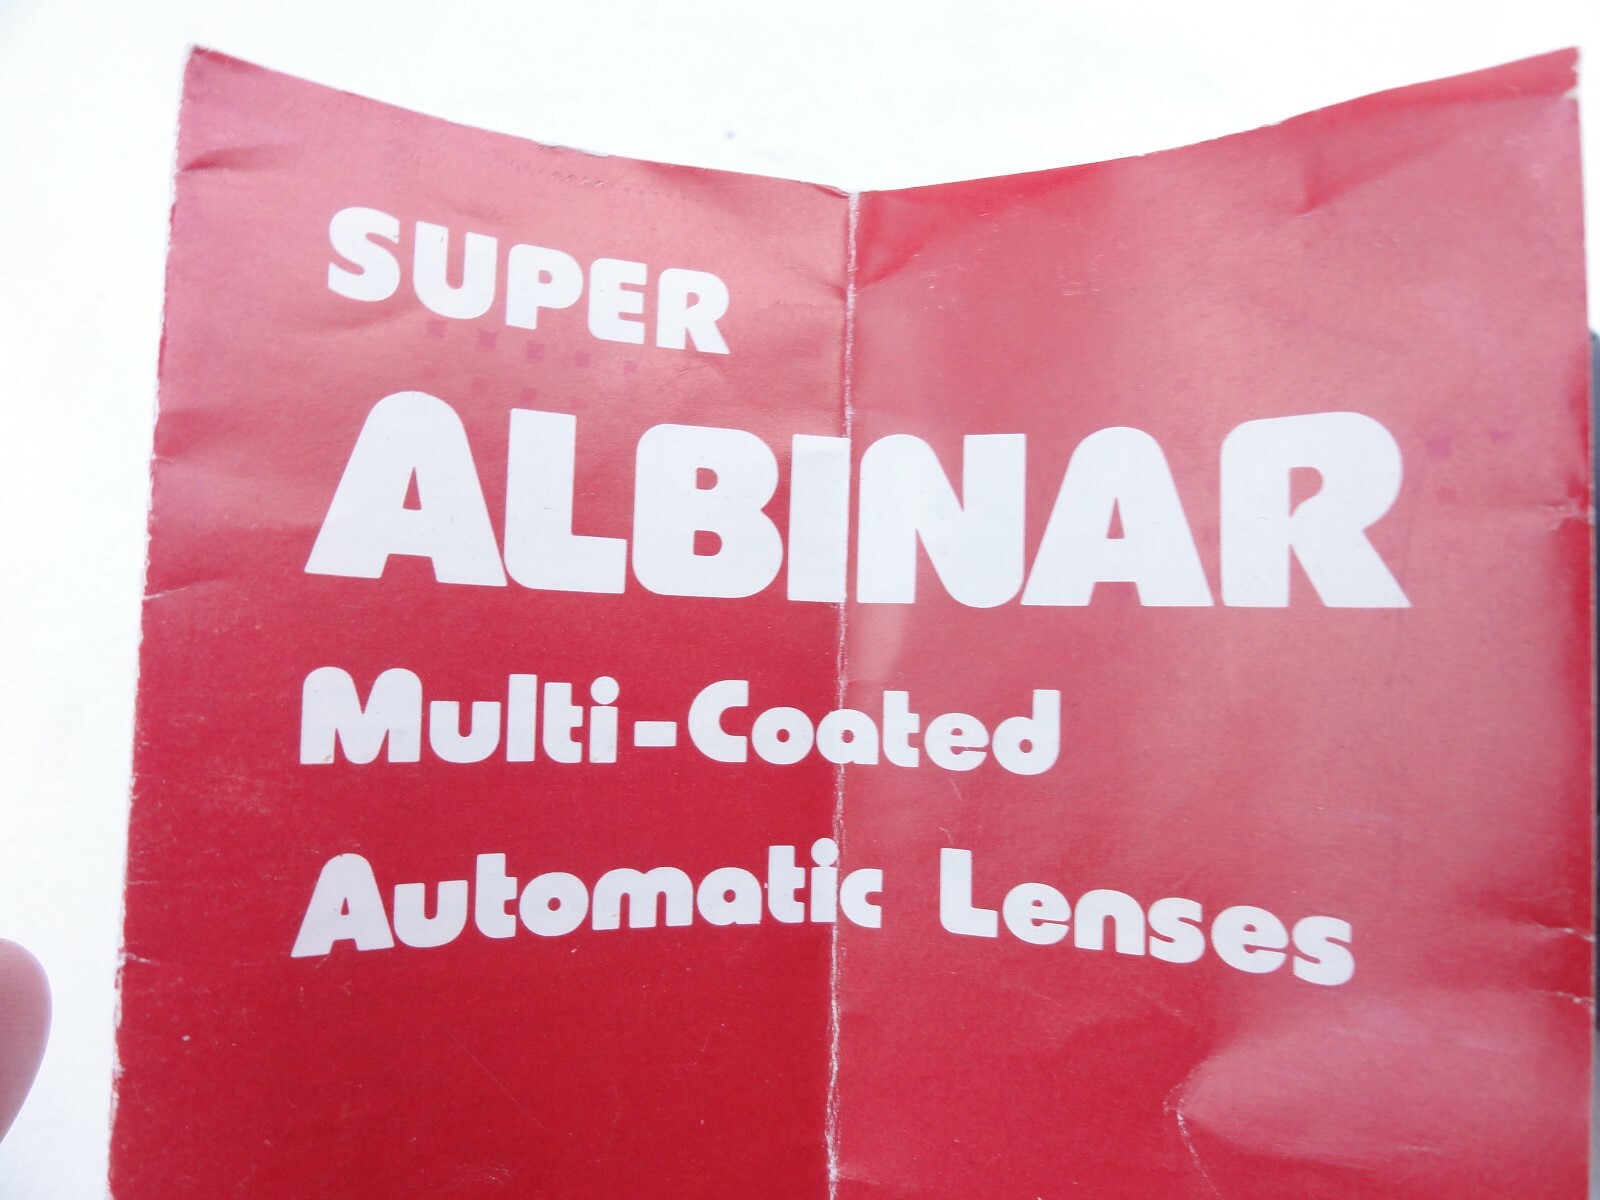 SUPER
ALBINAR
Multi-Coated
Automatic Lenses